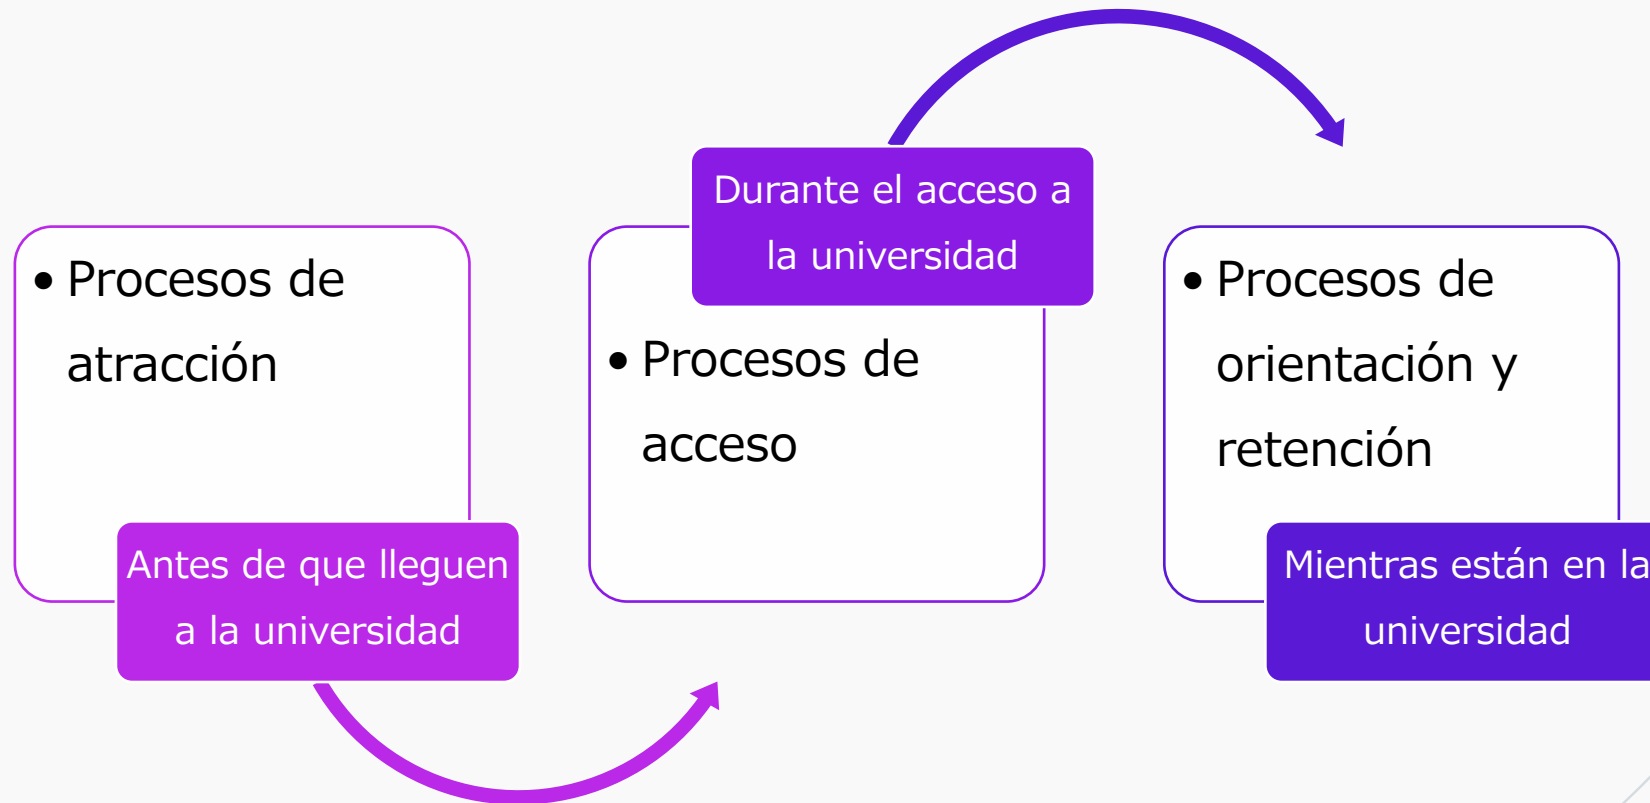 • Procesos de
atracción
Antes de que lleguen
a la universidad
Durante el acceso a
la universidad
• Procesos de
acceso
• Procesos de
orientación y
retención
Mientras están en la
universidad